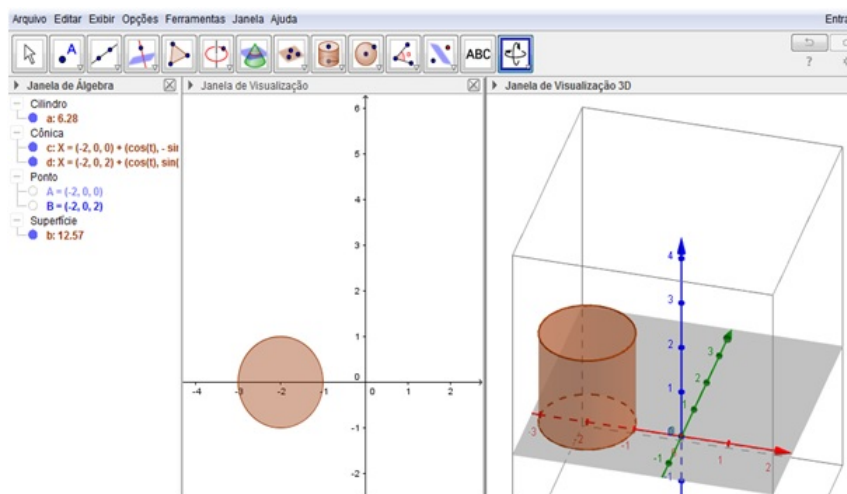 Arquivo Editar Exibir Opções Ferramentas Janela Ajuda Entra
ABC
?
Janela de Álgebra
Cilindro
a: 6.28
Cônica
c: X = (-2, 0, 0) + (cos(t), - sir
d: X = (-2, 0, 2) + (cos(t), sin(
Ponto
A = (-2, 0, 0)
B = (-2, 0, 2)
Superfície
b: 12.57
Janela de Visualização
6
5
4
3
2
1
0
-4 -3 -2 -1 0 1 2
-1
-2
Janela de Visualização 3D
4
3
2
1
0
-1
3
2
1
-1
-3 -2 -1 0 1 2